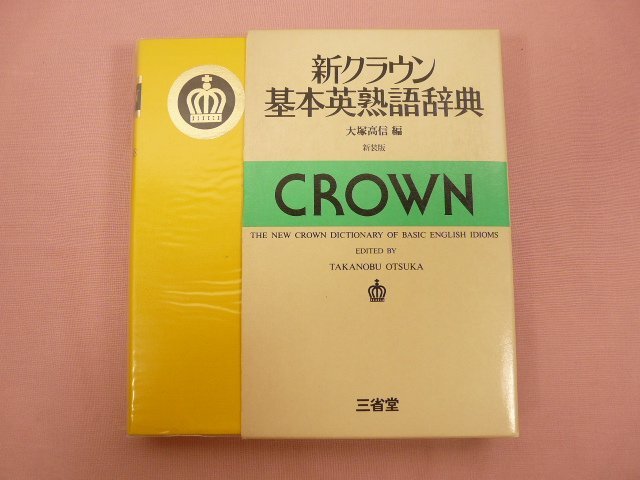 新クラウン
基本英熟語辞典
大塚高信 編
新装版
CROWN
THE NEW CROWN DICTIONARY OF BASIC ENGLISH IDIOMS
EDITED BY
TAKANOBU OTSUKA
三省堂